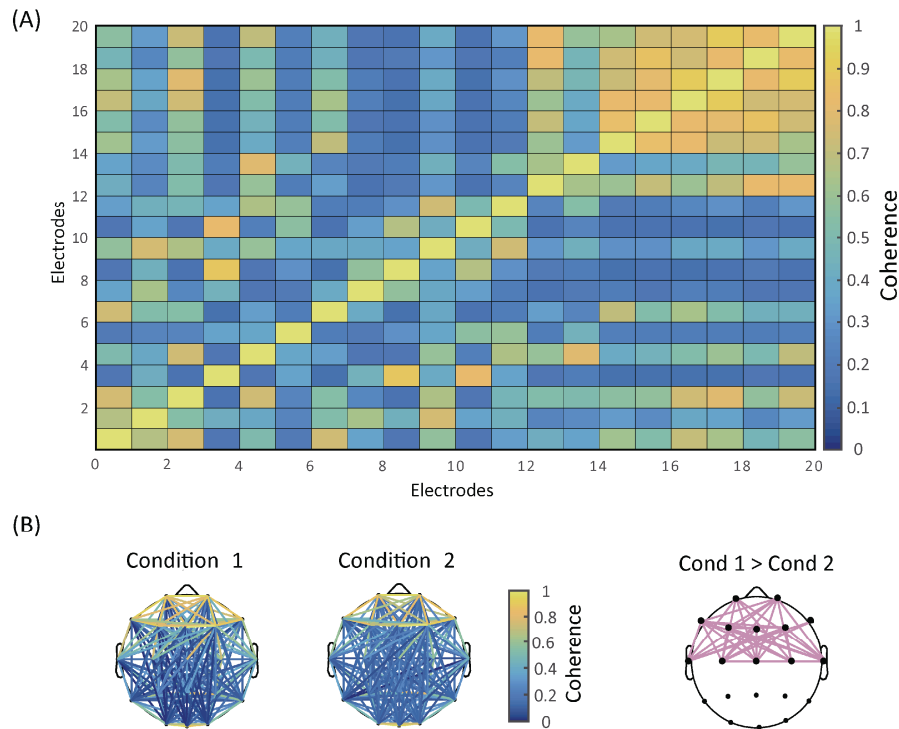 (A)
20
18
16
14
12
10
8
6
4
2
Electrodes
0 2 4 6 8 10 12 14 16 18 20
Electrodes
1
0.9
0.8
0.7
0.6
0.5
0.4
0.3
0.2
0.1
0
Coherence
(B)
Condition 1
Condition 2
Cond 1 > Cond 2
1
0.8
0.6
0.4
0.2
0
Coherence